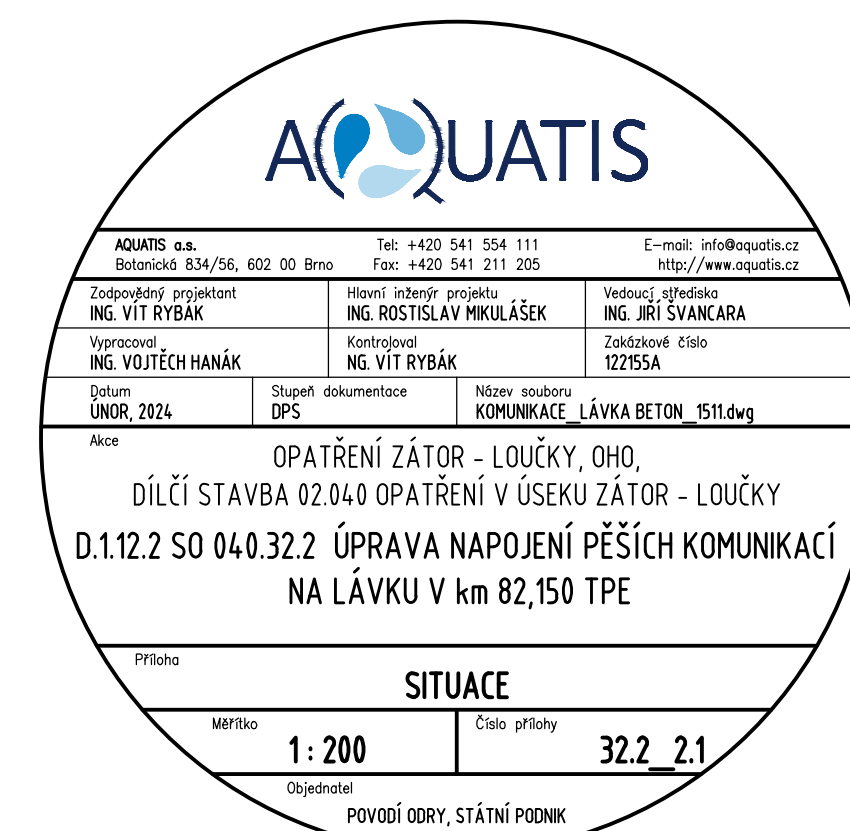 AQUATIS
AQUATIS a.s. Tel: +420 541 554 111 E-mail: info@aquatis.cz
Botanická 834/56, 602 00 Brno Fax: +420 541 211 205 http://www.aquatis.cz
Zodpovědný projektant Hlavní inženýr projektu Vedoucí střediska
ING. VÍT RYBÁK ING. ROSTISLAV MIKULÁŠEK ING. JIŘÍ ŠVANCARA
Vypracoval Kontroloval Zakázkové číslo
ING. VOJTĚCH HANÁK NG. VÍT RYBÁK 122155A
Datum Stupeň dokumentace Název souboru
ÚNOR, 2024 DPS KOMUNIKACE_LÁVKA BETON_1511.dwg
Akce
OPATŘENÍ ZÁTOR - LOUČKY, OHO,
DÍLČÍ STAVBA 02.040 OPATŘENÍ V ÚSEKU ZÁTOR - LOUČKY
D.1.12.2 SO 040.32.2 ÚPRAVA NAPOJENÍ PĚŠÍCH KOMUNIKACÍ
NA LÁVKU V km 82,150 TPE
Příloha
SITUACE
Měřítko Číslo přílohy
1 : 200 32.2_2.1
Objednatel
POVODÍ ODRY, STÁTNÍ PODNIK